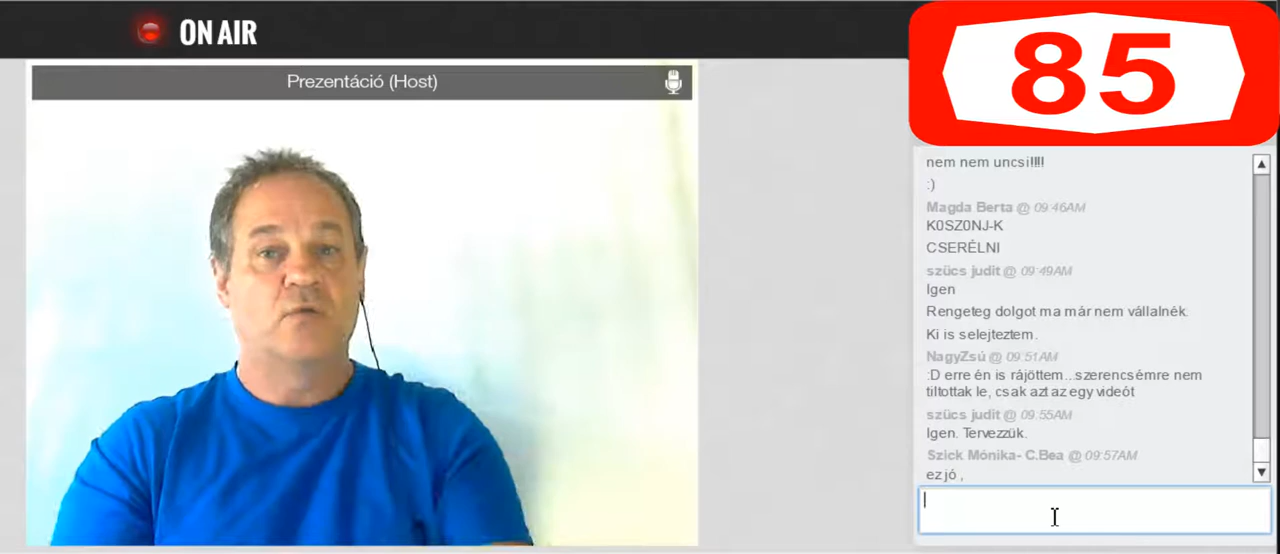 ON AIR
85
Prezentáció (Host)
nem nem uncsi!!!!
:)
Magda Berta @ 09:46AM
K0SZ0NJ-K
CSERÉLNI
szücs judit @ 09:49AM
Igen
Rengeteg dolgot ma már nem vállalnék.
Ki is selejteztem.
NagyZsú @ 09:51AM
:D erre én is rájöttem...szerencsémre nem
tiltottak le, csak azt az egy videót
szücs judit @ 09:55AM
Igen. Tervezzük.
Szick Mónika- C.Bea @ 09:57AM
ez jó ,